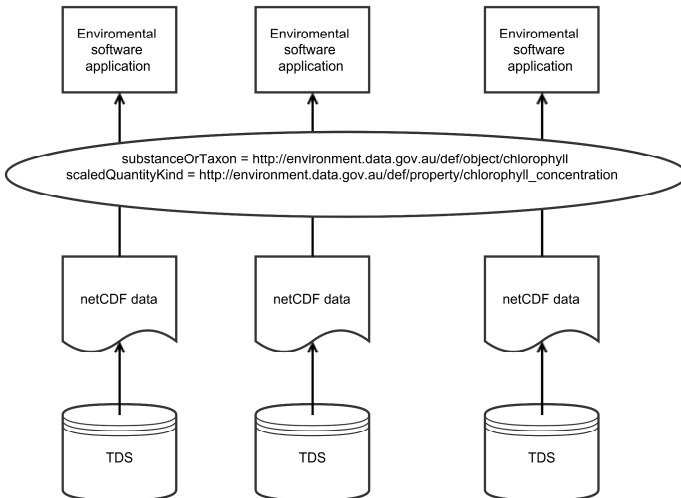 Enviromental
software
application
Enviromental
software
application
Enviromental
software
application
substanceOrTaxon = http://environment.data.gov.au/def/object/chlorophyll
scaledQuantityKind = http://environment.data.gov.au/def/property/chlorophyll_concentration
netCDF data
netCDF data
netCDF data
TDS
TDS
TDS